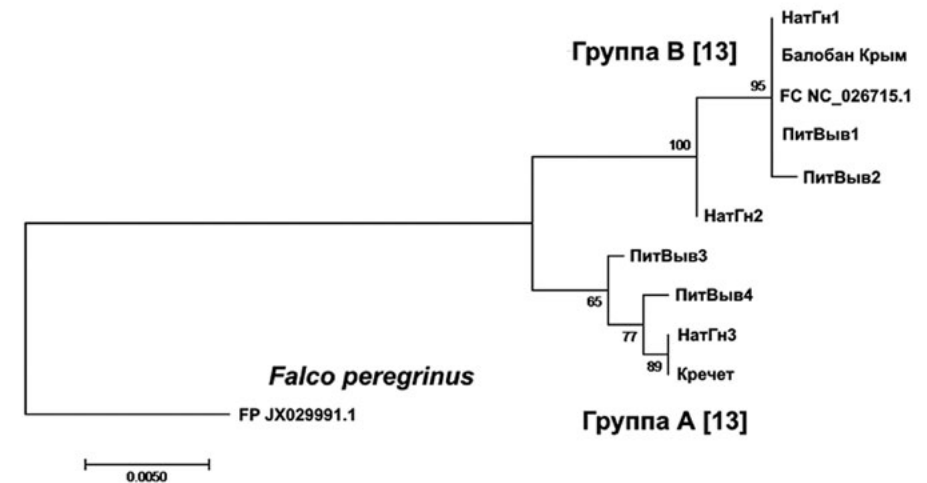 НатГн1
Группа B [13]
Балобан Крым
95
FC NC_026715.1
ПитВыв1
100
ПитВыв2
НатГн2
ПитВыв3
65
ПитВыв4
77
НатГн3
89
Кречет
Falco peregrinus
FP JX029991.1
Группа A [13]
0.0050